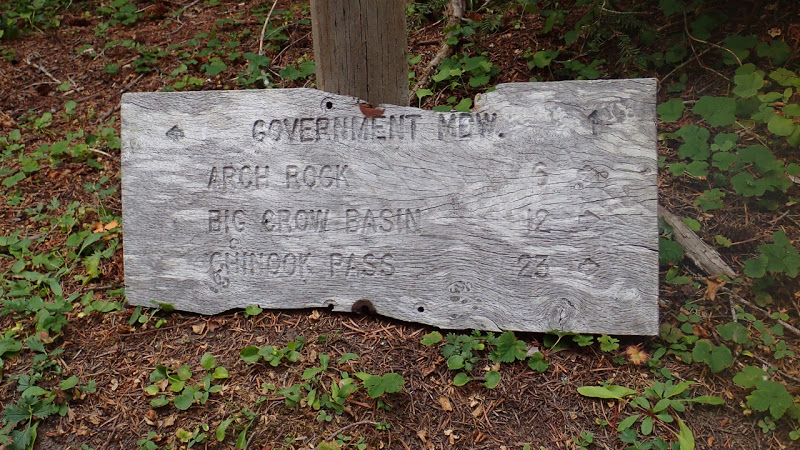 GOVERNMENT MDW. 1
ARCH ROCK 6
BIG CROW BASIN 12
CHINOOK PASS 23